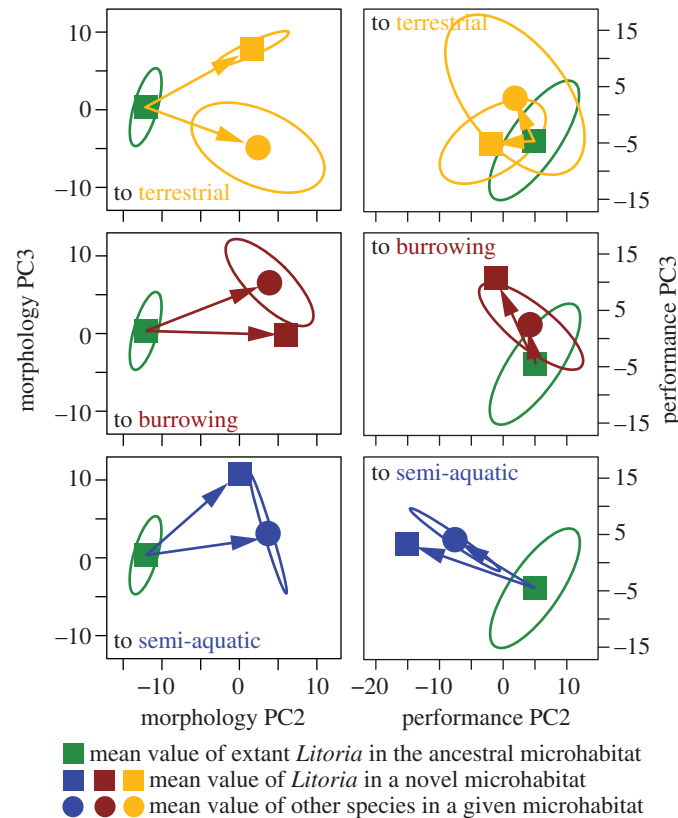 10
0
−10
to terrestrial
to terrestrial
15
5
−5
−15
10
0
−10
to burrowing
to burrowing
15
5
−5
−15
10
0
−10
to semi-aquatic
to semi-aquatic
15
5
−5
−15
morphology PC3
performance PC3
−10 0 10
−20 −10 0 10
morphology PC2
performance PC2
mean value of extant Litoria in the ancestral microhabitat
mean value of Litoria in a novel microhabitat
mean value of other species in a given microhabitat